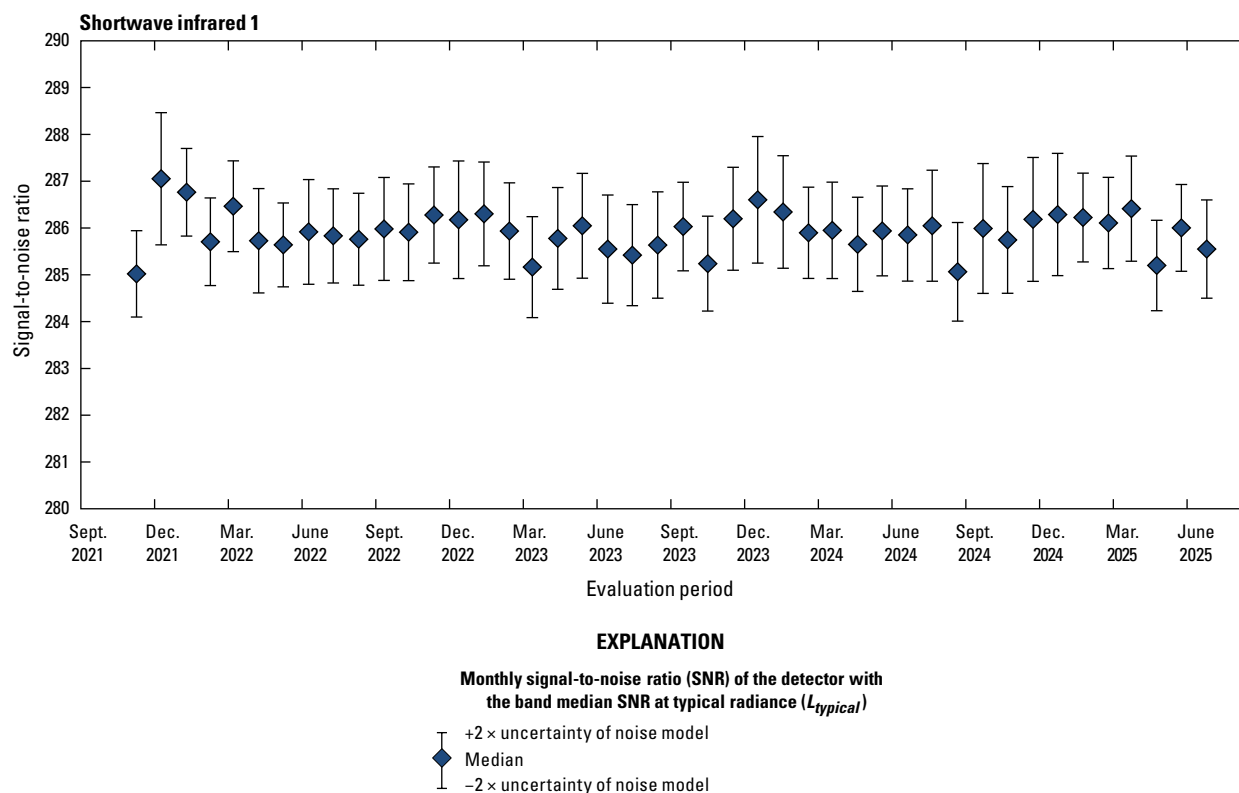 Shortwave infrared 1
290
289
288
287
286
285
284
283
282
281
280
Signal-to-noise ratio
Sept. Dec. Mar. June Sept. Dec. Mar. June Sept. Dec. Mar. June Sept. Dec. Mar. June
2021 2021 2022 2022 2022 2022 2023 2023 2023 2023 2024 2024 2024 2024 2025 2025
Evaluation period
EXPLANATION
Monthly signal-to-noise ratio (SNR) of the detector with
the band median SNR at typical radiance (Ltypical)
+2 × uncertainty of noise model
Median
−2 × uncertainty of noise model